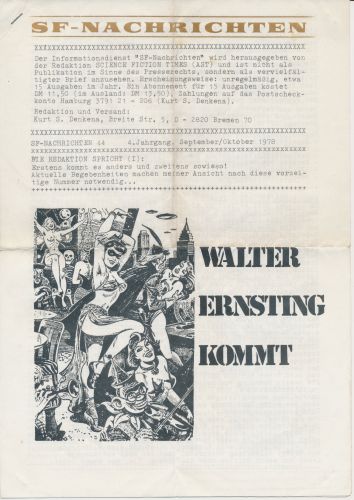 SF-NACHRICHTEN
xxxxxxxxxxxxxxxxxxxxxxxxxxxxxxxxxxxxxxxxxxxxxxxxxxxxxxxxxxxxxxx
Der Informationsdienst "SF-Nachrichten" wird herausgegeben von
der Redaktion SCIENCE FICTION TIMES (AST) und ist nicht als
Publikation im Sinne des Presserechts, sondern als vervielfäl-
tigter Brief anzusehen. Erscheinungsweise: unregelmäßig, etwa
15 Ausgaben im Jahr. Ein Abonnement für 15 Ausgaben kostet
DM 11,50 (im Ausland: DM 13,50). Zahlungen auf das Postscheck-
konto Hamburg 3791 21 - 206 (Kurt S. Denkena).
Redaktion und Versand:
Kurt S. Denkena, Breite Str. 5, D - 2820 Bremen 70
xxxxxxxxxxxxxxxxxxxxxxxxxxxxxxxxxxxxxxxxxxxxxxxxxxxxxxxxxxxxxxx
SF-NACHRICHTEN 44 4.Jahrgang, September/Oktober 1978
xxxxxxxxxxxxxxxxxxxxxxxxxxxxxxxxxxxxxxxxxxxxxxxxxxxxxxxxxxxxxxx
DIE REDAKTION SPRICHT (I):
Erstens kommt es anders und zweitens sowieso!
Aktuelle Begebenheiten machen meiner Ansicht nach diese vorzei-
tige Nummer notwendig...
+++++++++++++++++++++++++++++++++++++++++++++++++++++++++++++++
WALTER
ERNSTING
KOMMT